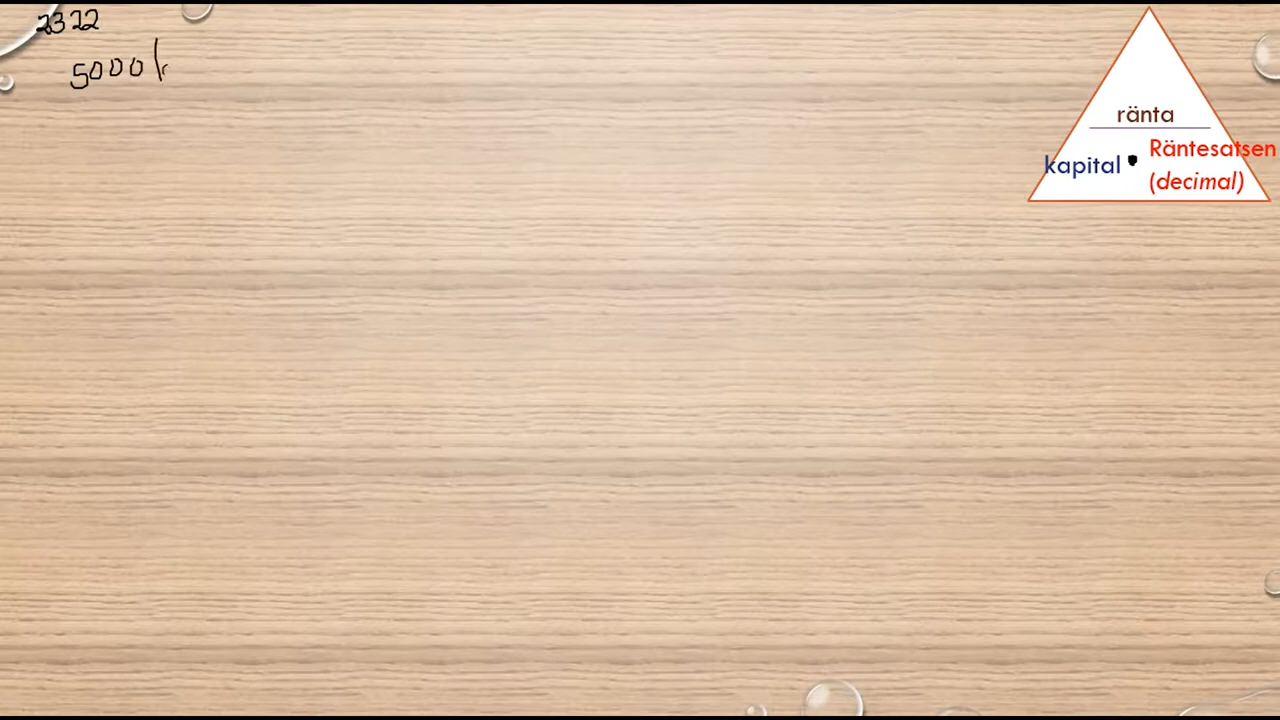 2322
5000 k
ränta
kapital • Räntesatsen
(decimal)